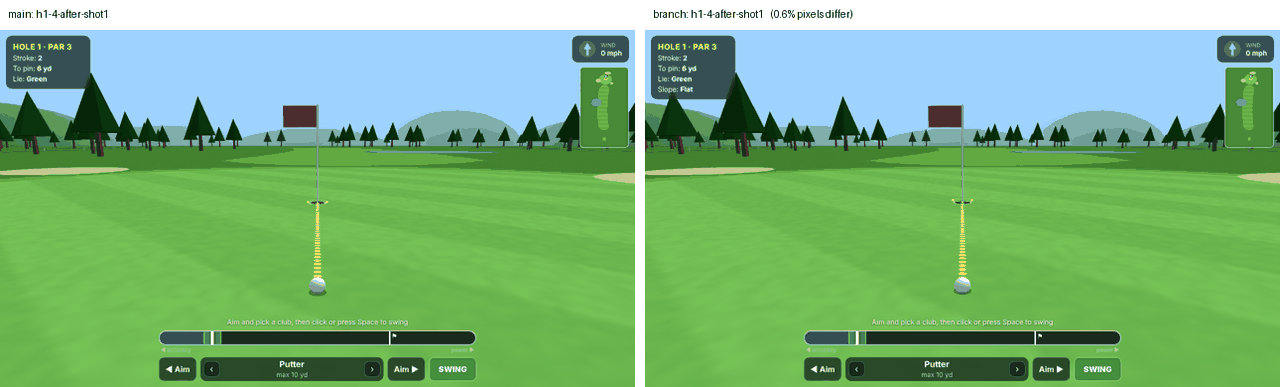 main: h1-4-after-shot1
HOLE 1 · PAR 3
Stroke: 2
To pin: 6 yd
Lie: Green
WIND
0 mph
Aim and pick a club, then click or press Space to swing
◀ accuracy
power ▶
◀ Aim
‹
Putter
max 10 yd
›
Aim ▶
SWING
branch: h1-4-after-shot1 (0.6% pixels differ)
HOLE 1 · PAR 3
Stroke: 2
To pin: 6 yd
Lie: Green
Slope: Flat
WIND
0 mph
Aim and pick a club, then click or press Space to swing
◀ accuracy
power ▶
◀ Aim
‹
Putter
max 10 yd
›
Aim ▶
SWING